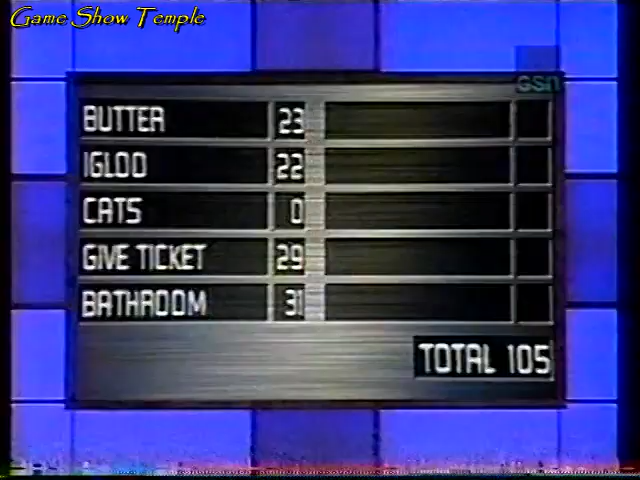 Game Show Temple
GSN
BUTTER 23
IGLOO 22
CATS 0
GIVE TICKET 29
BATHROOM 31
TOTAL 105